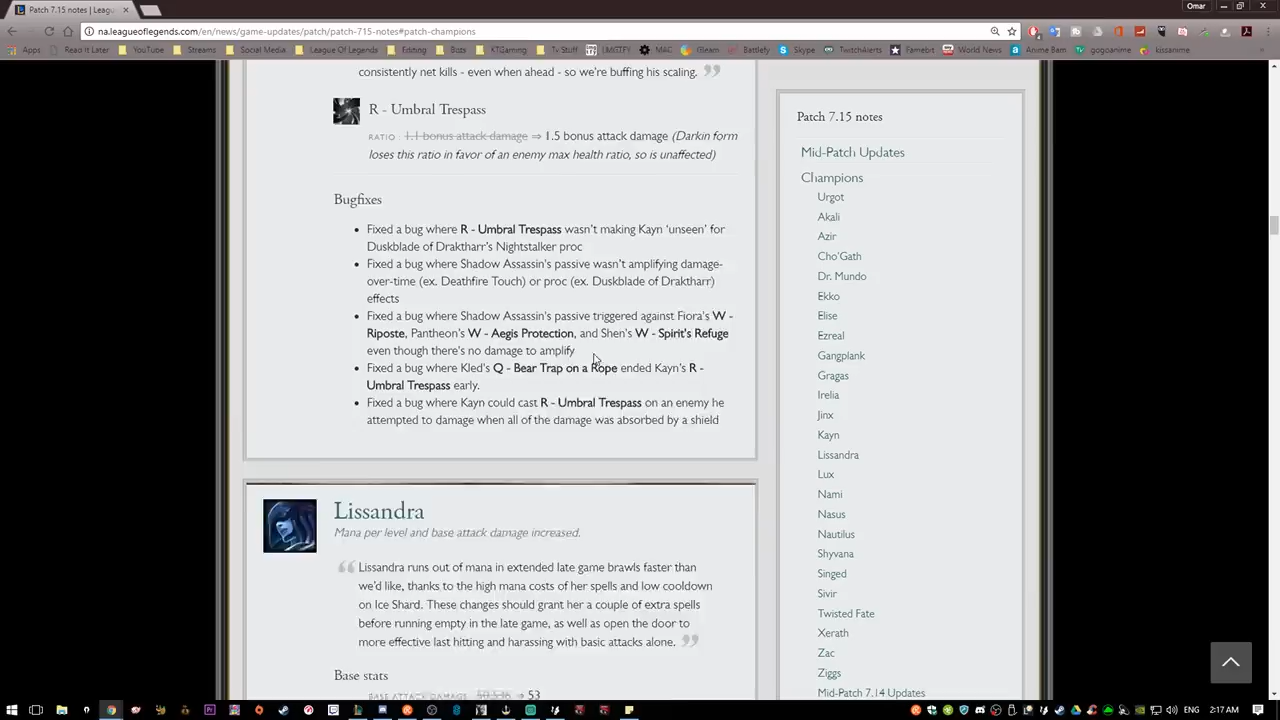 Patch 7.15 notes | Leagu
Omar
na.leagueoflegends.com/en/news/game-updates/patch/patch-715-notes#patch-champions
Apps Read It Later YouTube Streams Social Media League Of Legends Editing Bots KTGaming Tv Stuff LMGTFY MAC Gleam Battlefy Skype TwitchAlerts Famebit World News Anime Bam gogoanime kissanime
consistently net kills - even when ahead - so we're buffing his scaling.
R - Umbral Trespass
RATIO : 1.1 bonus attack damage ⇒ 1.5 bonus attack damage (Darkin form
loses this ratio in favor of an enemy max health ratio, so is unaffected)
Bugfixes
• Fixed a bug where R - Umbral Trespass wasn't making Kayn 'unseen' for
Duskblade of Draktharr's Nightstalker proc
• Fixed a bug where Shadow Assassin's passive wasn't amplifying damage-
over-time (ex. Deathfire Touch) or proc (ex. Duskblade of Draktharr)
effects
• Fixed a bug where Shadow Assassin's passive triggered against Fiora's W -
Riposte, Pantheon's W - Aegis Protection, and Shen's W - Spirit's Refuge
even though there's no damage to amplify
• Fixed a bug where Kled's Q - Bear Trap on a Rope ended Kayn's R -
Umbral Trespass early.
• Fixed a bug where Kayn could cast R - Umbral Trespass on an enemy he
attempted to damage when all of the damage was absorbed by a shield
Lissandra
Mana per level and base attack damage increased.
Lissandra runs out of mana in extended late game brawls faster than
we'd like, thanks to the high mana costs of her spells and low cooldown
on Ice Shard. These changes should grant her a couple of extra spells
before running empty in the late game, as well as open the door to
more effective last hitting and harassing with basic attacks alone.
Base stats
BASE ATTACK DAMAGE : 50.536 ⇒ 53
Patch 7.15 notes
Mid-Patch Updates
Champions
Urgot
Akali
Azir
Cho'Gath
Dr. Mundo
Ekko
Elise
Ezreal
Gangplank
Gragas
Irelia
Jinx
Kayn
Lissandra
Lux
Nami
Nasus
Nautilus
Shyvana
Singed
Sivir
Twisted Fate
Xerath
Zac
Ziggs
Mid-Patch 7.14 Updates
2:17 AM